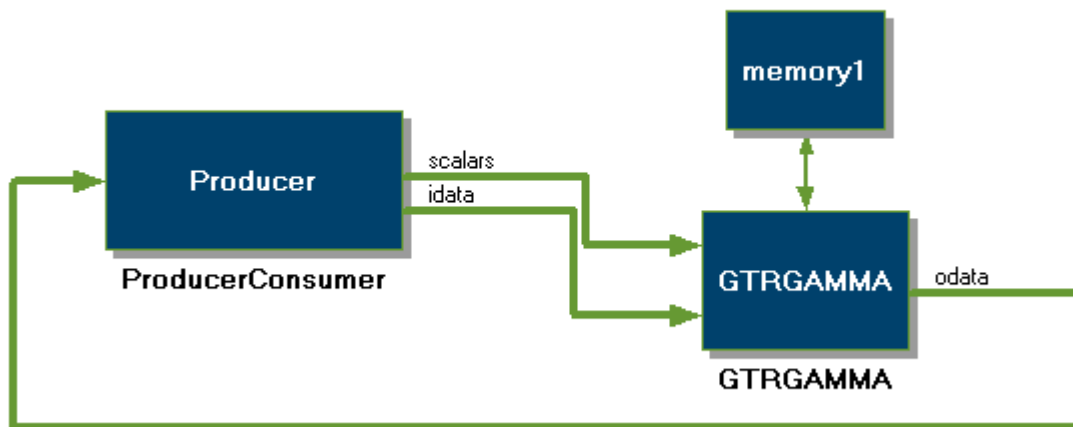 memory1
Producer
scalars
idata
ProducerConsumer
GTRGAMMA
odata
GTRGAMMA